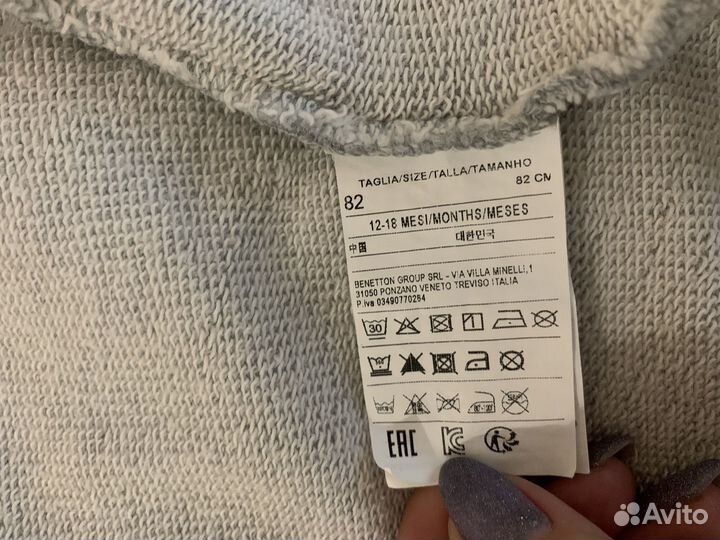 TAGLIA/SIZE/TALLA/TAMANHO
82 82 CM
12-18 MESI/MONTHS/MESES
中国 대한민국
BENETTON GROUP SRL - VIA VILLA MINELLI,1
31050 PONZANO VENETO TREVISO ITALIA
P.iva 03490770264
30 1
EAC
Avito